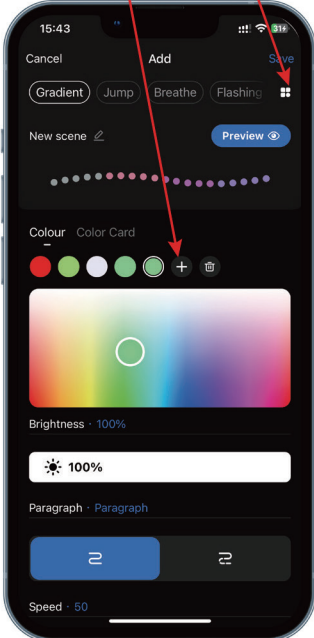 15:43
31
Cancel Add Save
Gradient Jump Breathe Flashing
New scene Preview
Colour Color Card
Brightness · 100%
100%
Paragraph · Paragraph
Speed · 50